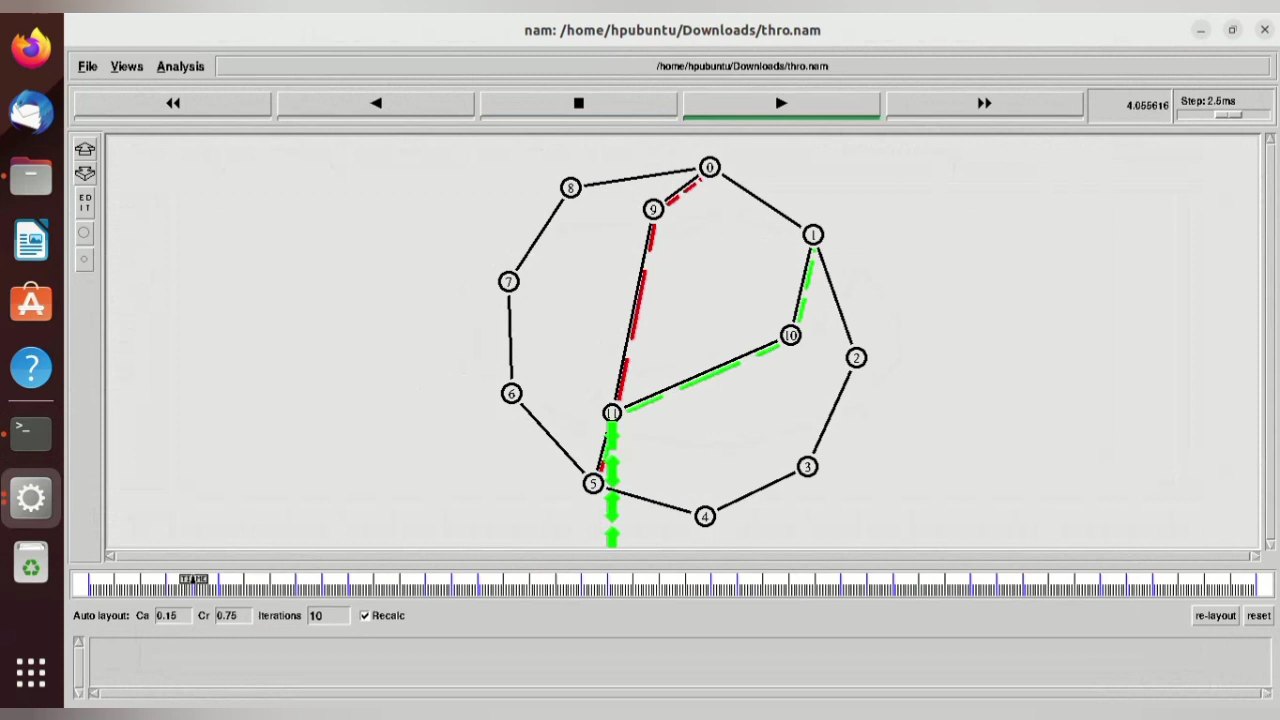 nam: /home/hpubuntu/Downloads/thro.nam
File Views Analysis /home/hpubuntu/Downloads/thro.nam
4.055616 Step: 2.5ms
ED
IT
0
8
9
1
7
10
2
6
11
3
5
4
TIME
Auto layout: Ca 0.15 Cr 0.75 Iterations 10 Recalc re-layout reset